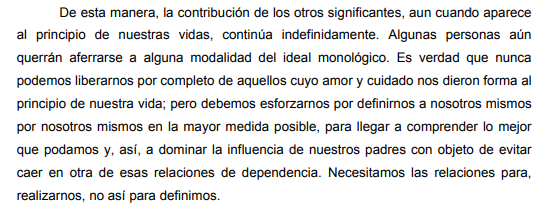 De esta manera, la contribución de los otros significantes, aun cuando aparece
al principio de nuestras vidas, continúa indefinidamente. Algunas personas aún
querrán aferrarse a alguna modalidad del ideal monológico. Es verdad que nunca
podemos liberarnos por completo de aquellos cuyo amor y cuidado nos dieron forma al
principio de nuestra vida; pero debemos esforzarnos por definirnos a nosotros mismos
por nosotros mismos en la mayor medida posible, para llegar a comprender lo mejor
que podamos y, así, a dominar la influencia de nuestros padres con objeto de evitar
caer en otra de esas relaciones de dependencia. Necesitamos las relaciones para,
realizarnos, no así para definimos.